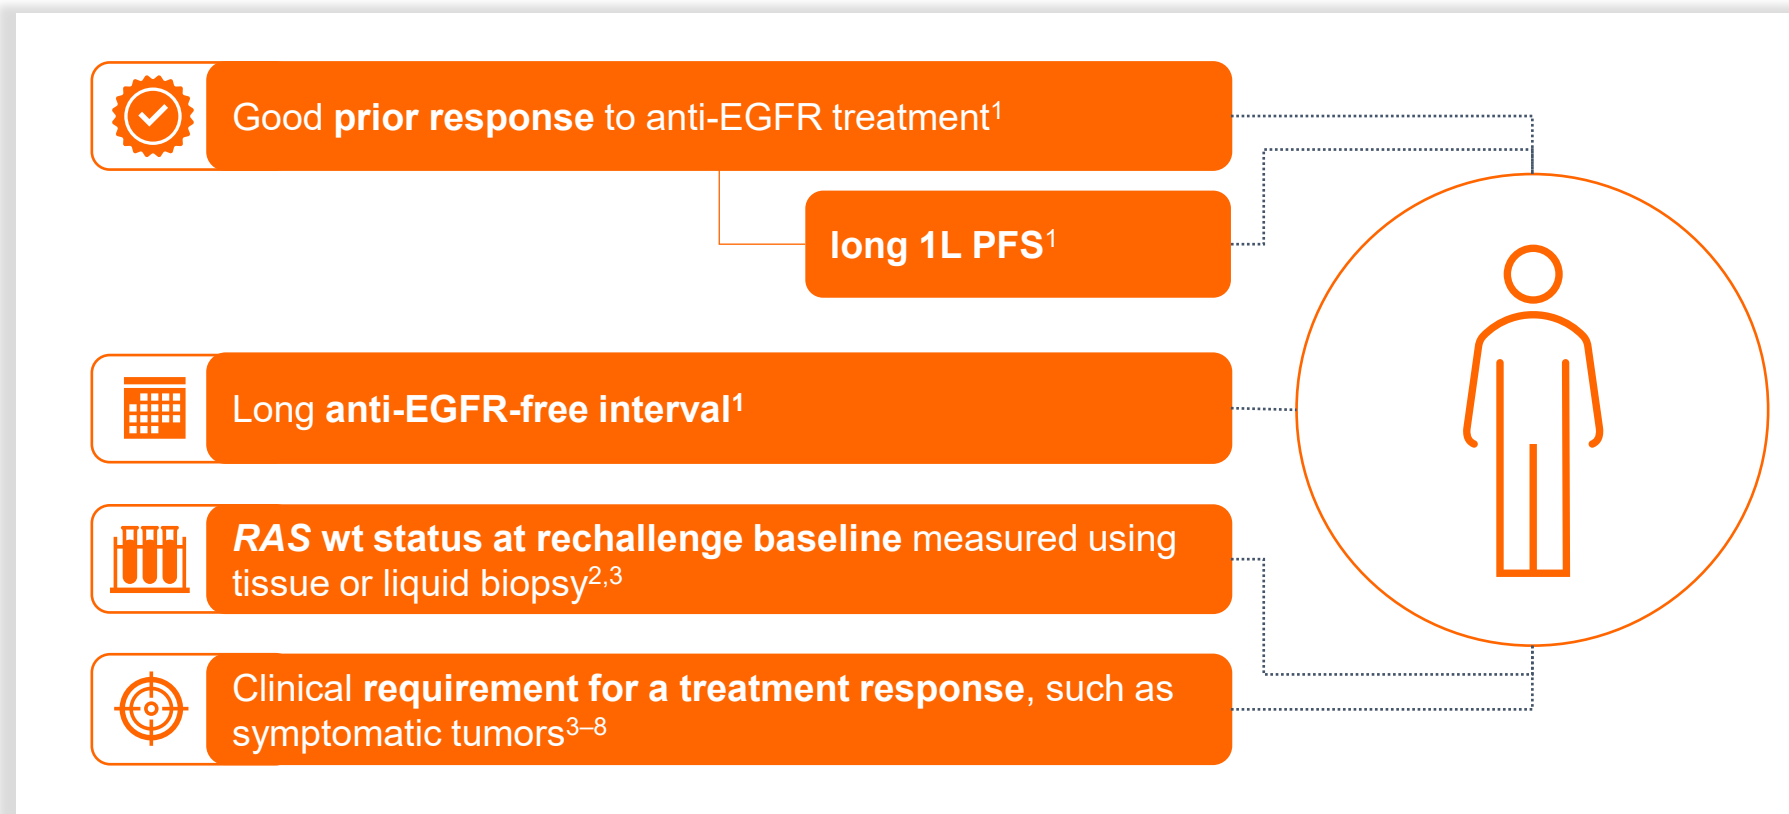 Good prior response to anti-EGFR treatment¹
long 1L PFS¹
Long anti-EGFR-free interval¹
RAS wt status at rechallenge baseline measured using
tissue or liquid biopsy²,³
Clinical requirement for a treatment response, such as
symptomatic tumors³–⁸